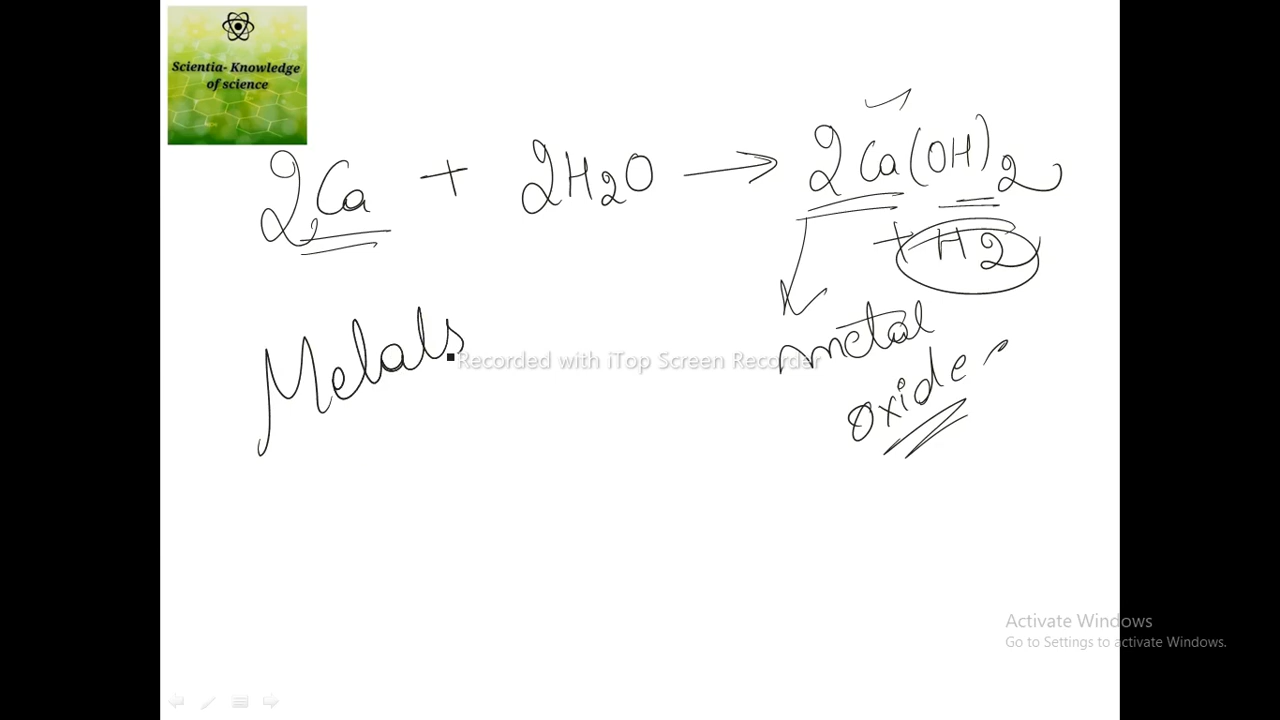 Scientia- Knowledge
of science
2Ca + 2H2O → 2Ca(OH)2
+ H2
Metals
metal
oxide
Recorded with iTop Screen Recorder
Activate Windows
Go to Settings to activate Windows.